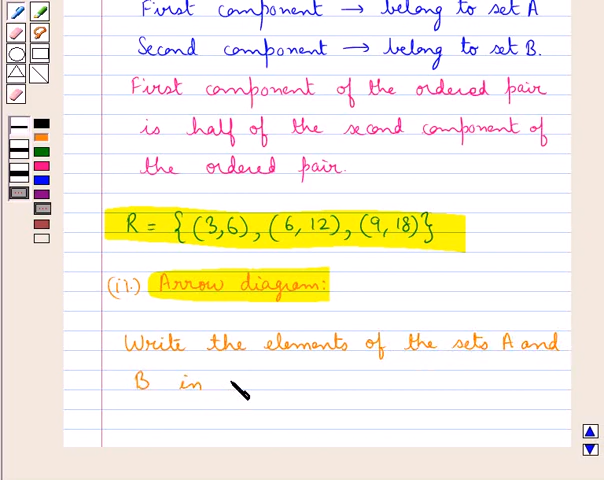 First component → belong to set A
Second component → belong to set B.
First component of the ordered pair
is half of the second component of
the ordered pair.
R = {(3,6), (6, 12), (9, 18)}
(ii.) Arrow diagram:
Write the elements of the sets A and
B in